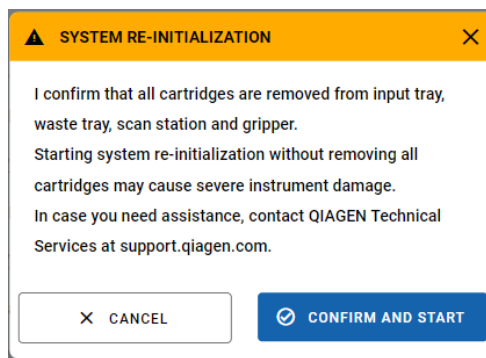 SYSTEM RE-INITIALIZATION
I confirm that all cartridges are removed from input tray,
waste tray, scan station and gripper.
Starting system re-initialization without removing all
cartridges may cause severe instrument damage.
In case you need assistance, contact QIAGEN Technical
Services at support.qiagen.com.
CANCEL
CONFIRM AND START